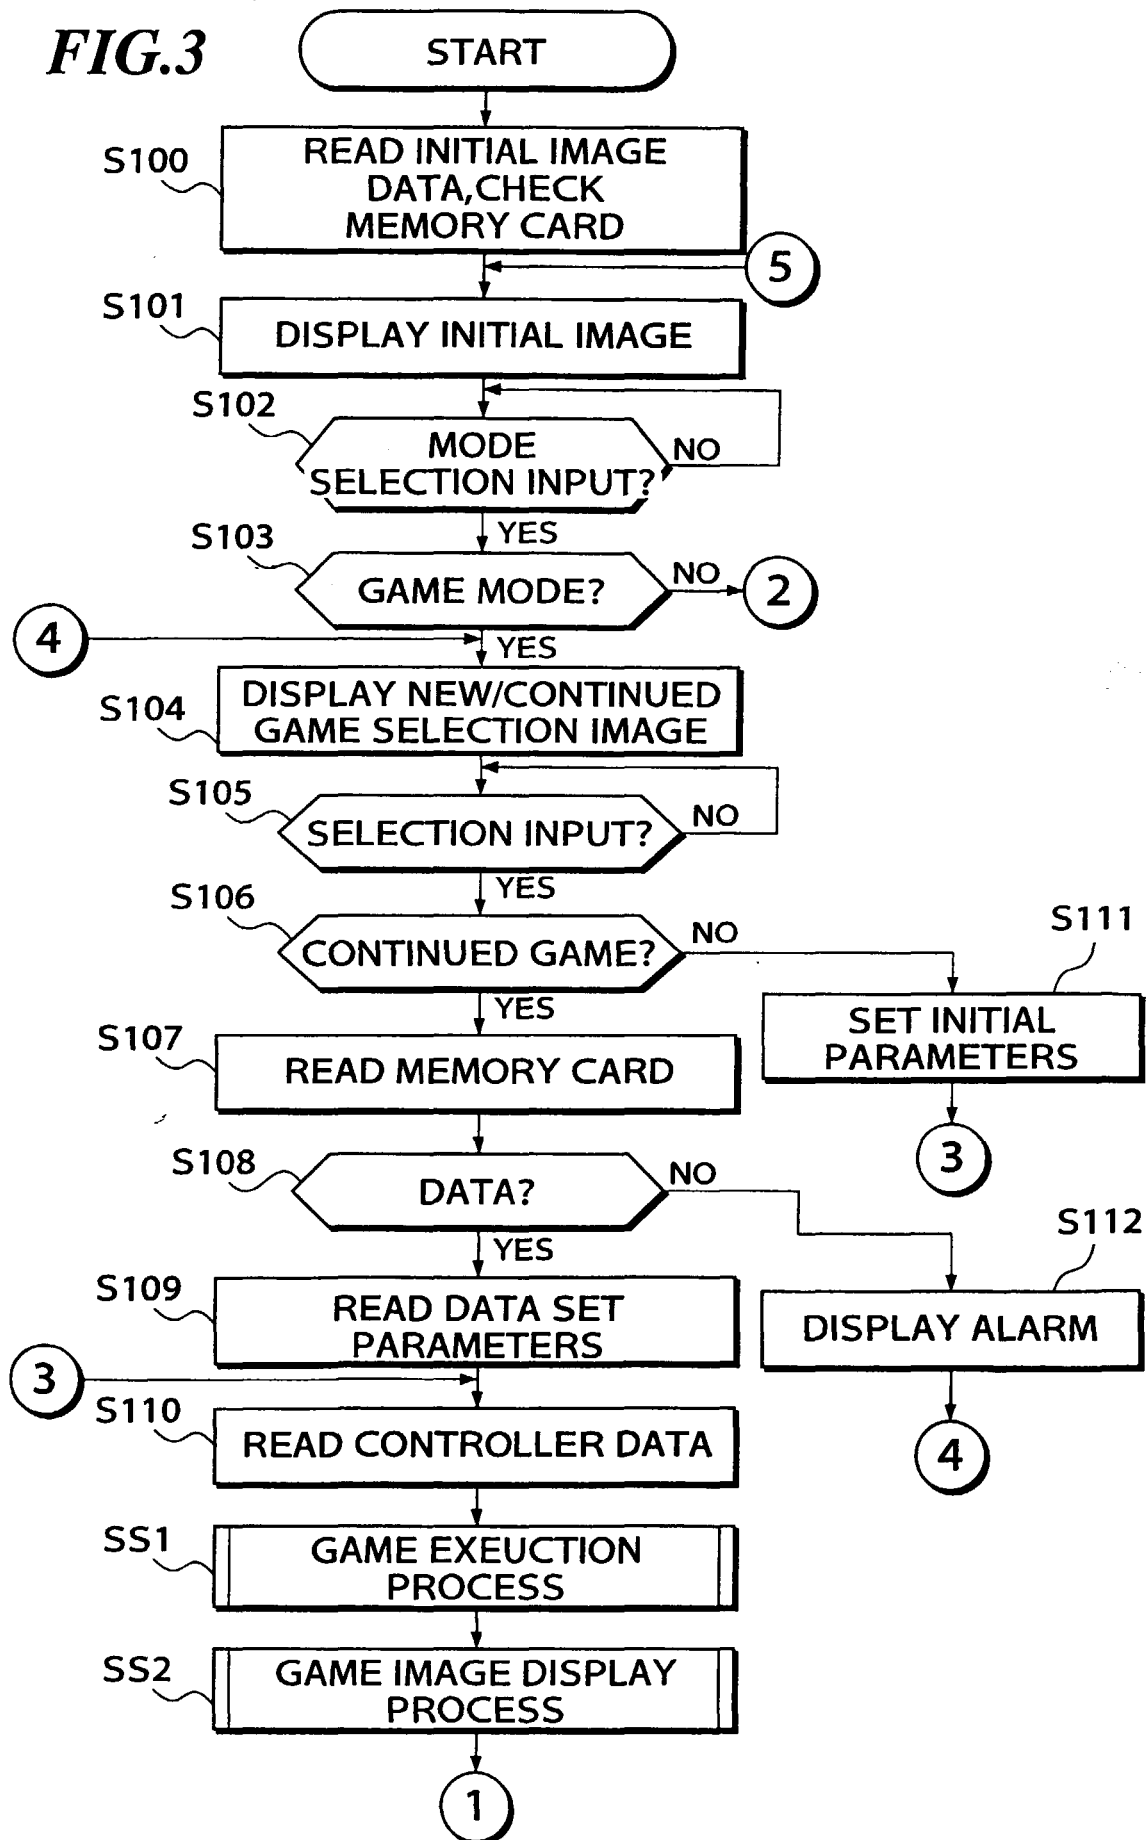 FIG.3
START
S100
READ INITIAL IMAGE
DATA,CHECK
MEMORY CARD
5
S101
DISPLAY INITIAL IMAGE
S102
MODE
SELECTION INPUT?
NO
YES
S103
GAME MODE?
NO
2
4
YES
S104
DISPLAY NEW/CONTINUED
GAME SELECTION IMAGE
S105
SELECTION INPUT?
NO
YES
S106
CONTINUED GAME?
NO
S111
SET INITIAL
PARAMETERS
3
YES
S107
READ MEMORY CARD
S108
DATA?
NO
S112
DISPLAY ALARM
4
YES
S109
READ DATA SET
PARAMETERS
3
S110
READ CONTROLLER DATA
SS1
GAME EXEUCTION
PROCESS
SS2
GAME IMAGE DISPLAY
PROCESS
1